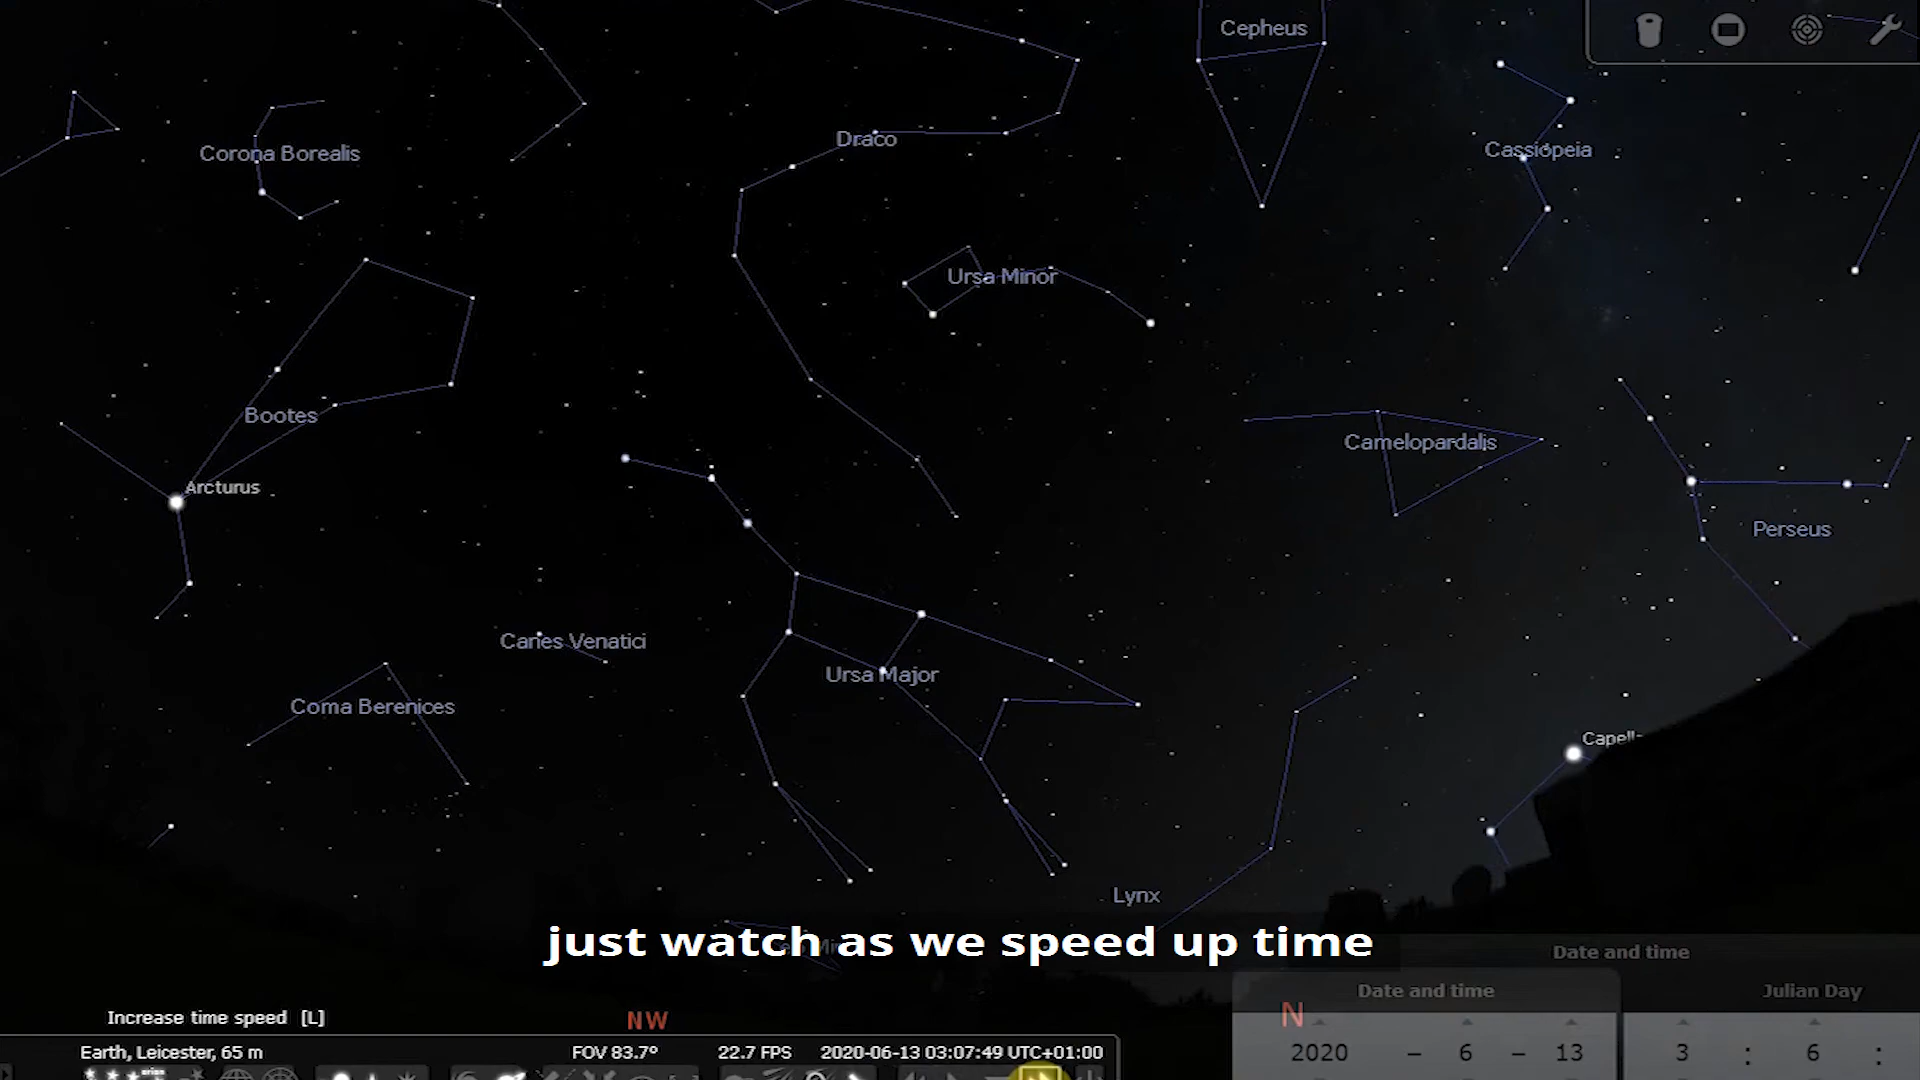 Cepheus
Draco
Corona Borealis
Cassiopeia
Ursa Minor
Bootes
Camelopardalis
Arcturus
Perseus
Canes Venatici
Ursa Major
Coma Berenices
Capella
Lynx
just watch as we speed up time
Date and time
Date and time Julian Day
Increase time speed [L]
NW
N
Earth, Leicester, 65 m FOV 83.7° 22.7 FPS 2020-06-13 03:07:49 UTC+01:00
2020 - 6 - 13 3 : 6 :